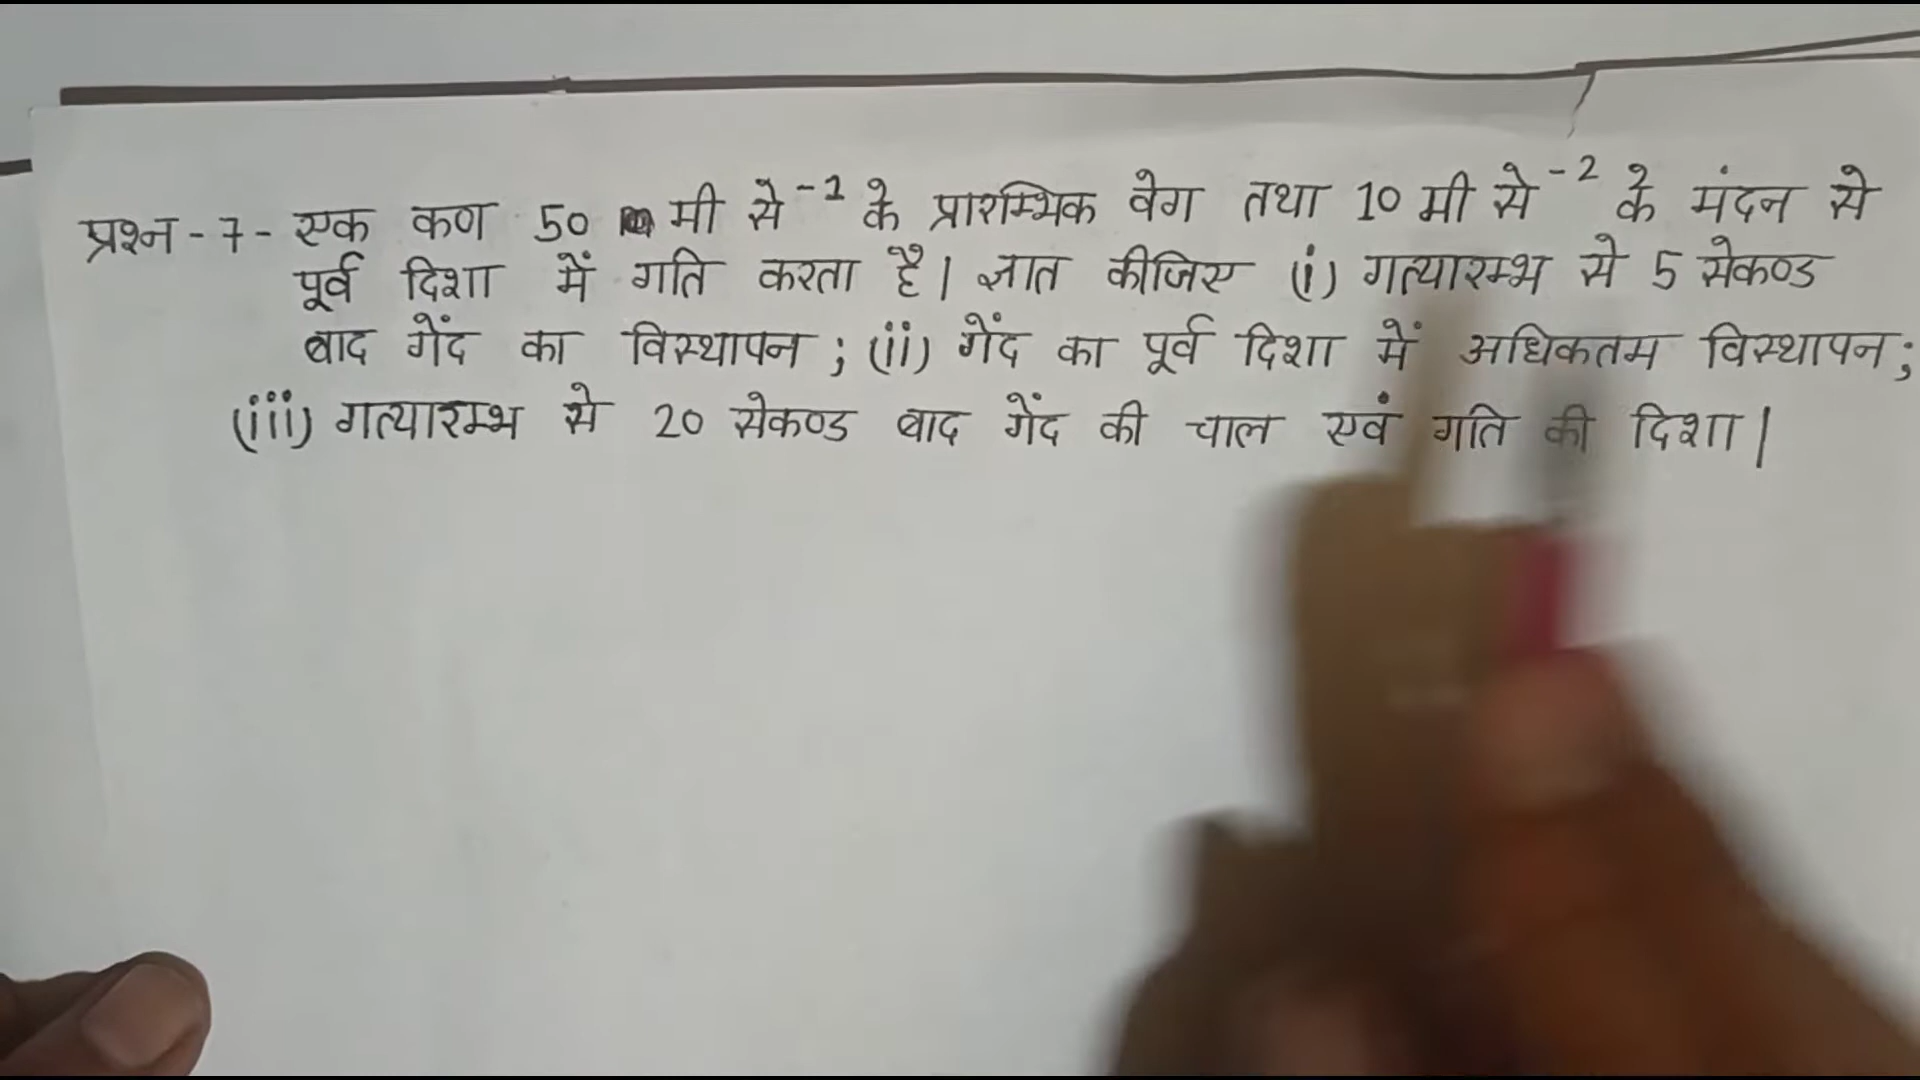 प्रश्न-7- एक कण 50 मी से⁻¹ के प्रारम्भिक वेग तथा 10 मी से⁻² के मंदन से
पूर्व दिशा में गति करता है। ज्ञात कीजिए (i) गत्यारम्भ से 5 सेकण्ड
बाद गेंद का विस्थापन; (ii) गेंद का पूर्व दिशा में अधिकतम विस्थापन;
(iii) गत्यारम्भ से 20 सेकण्ड बाद गेंद की चाल एवं गति की दिशा।